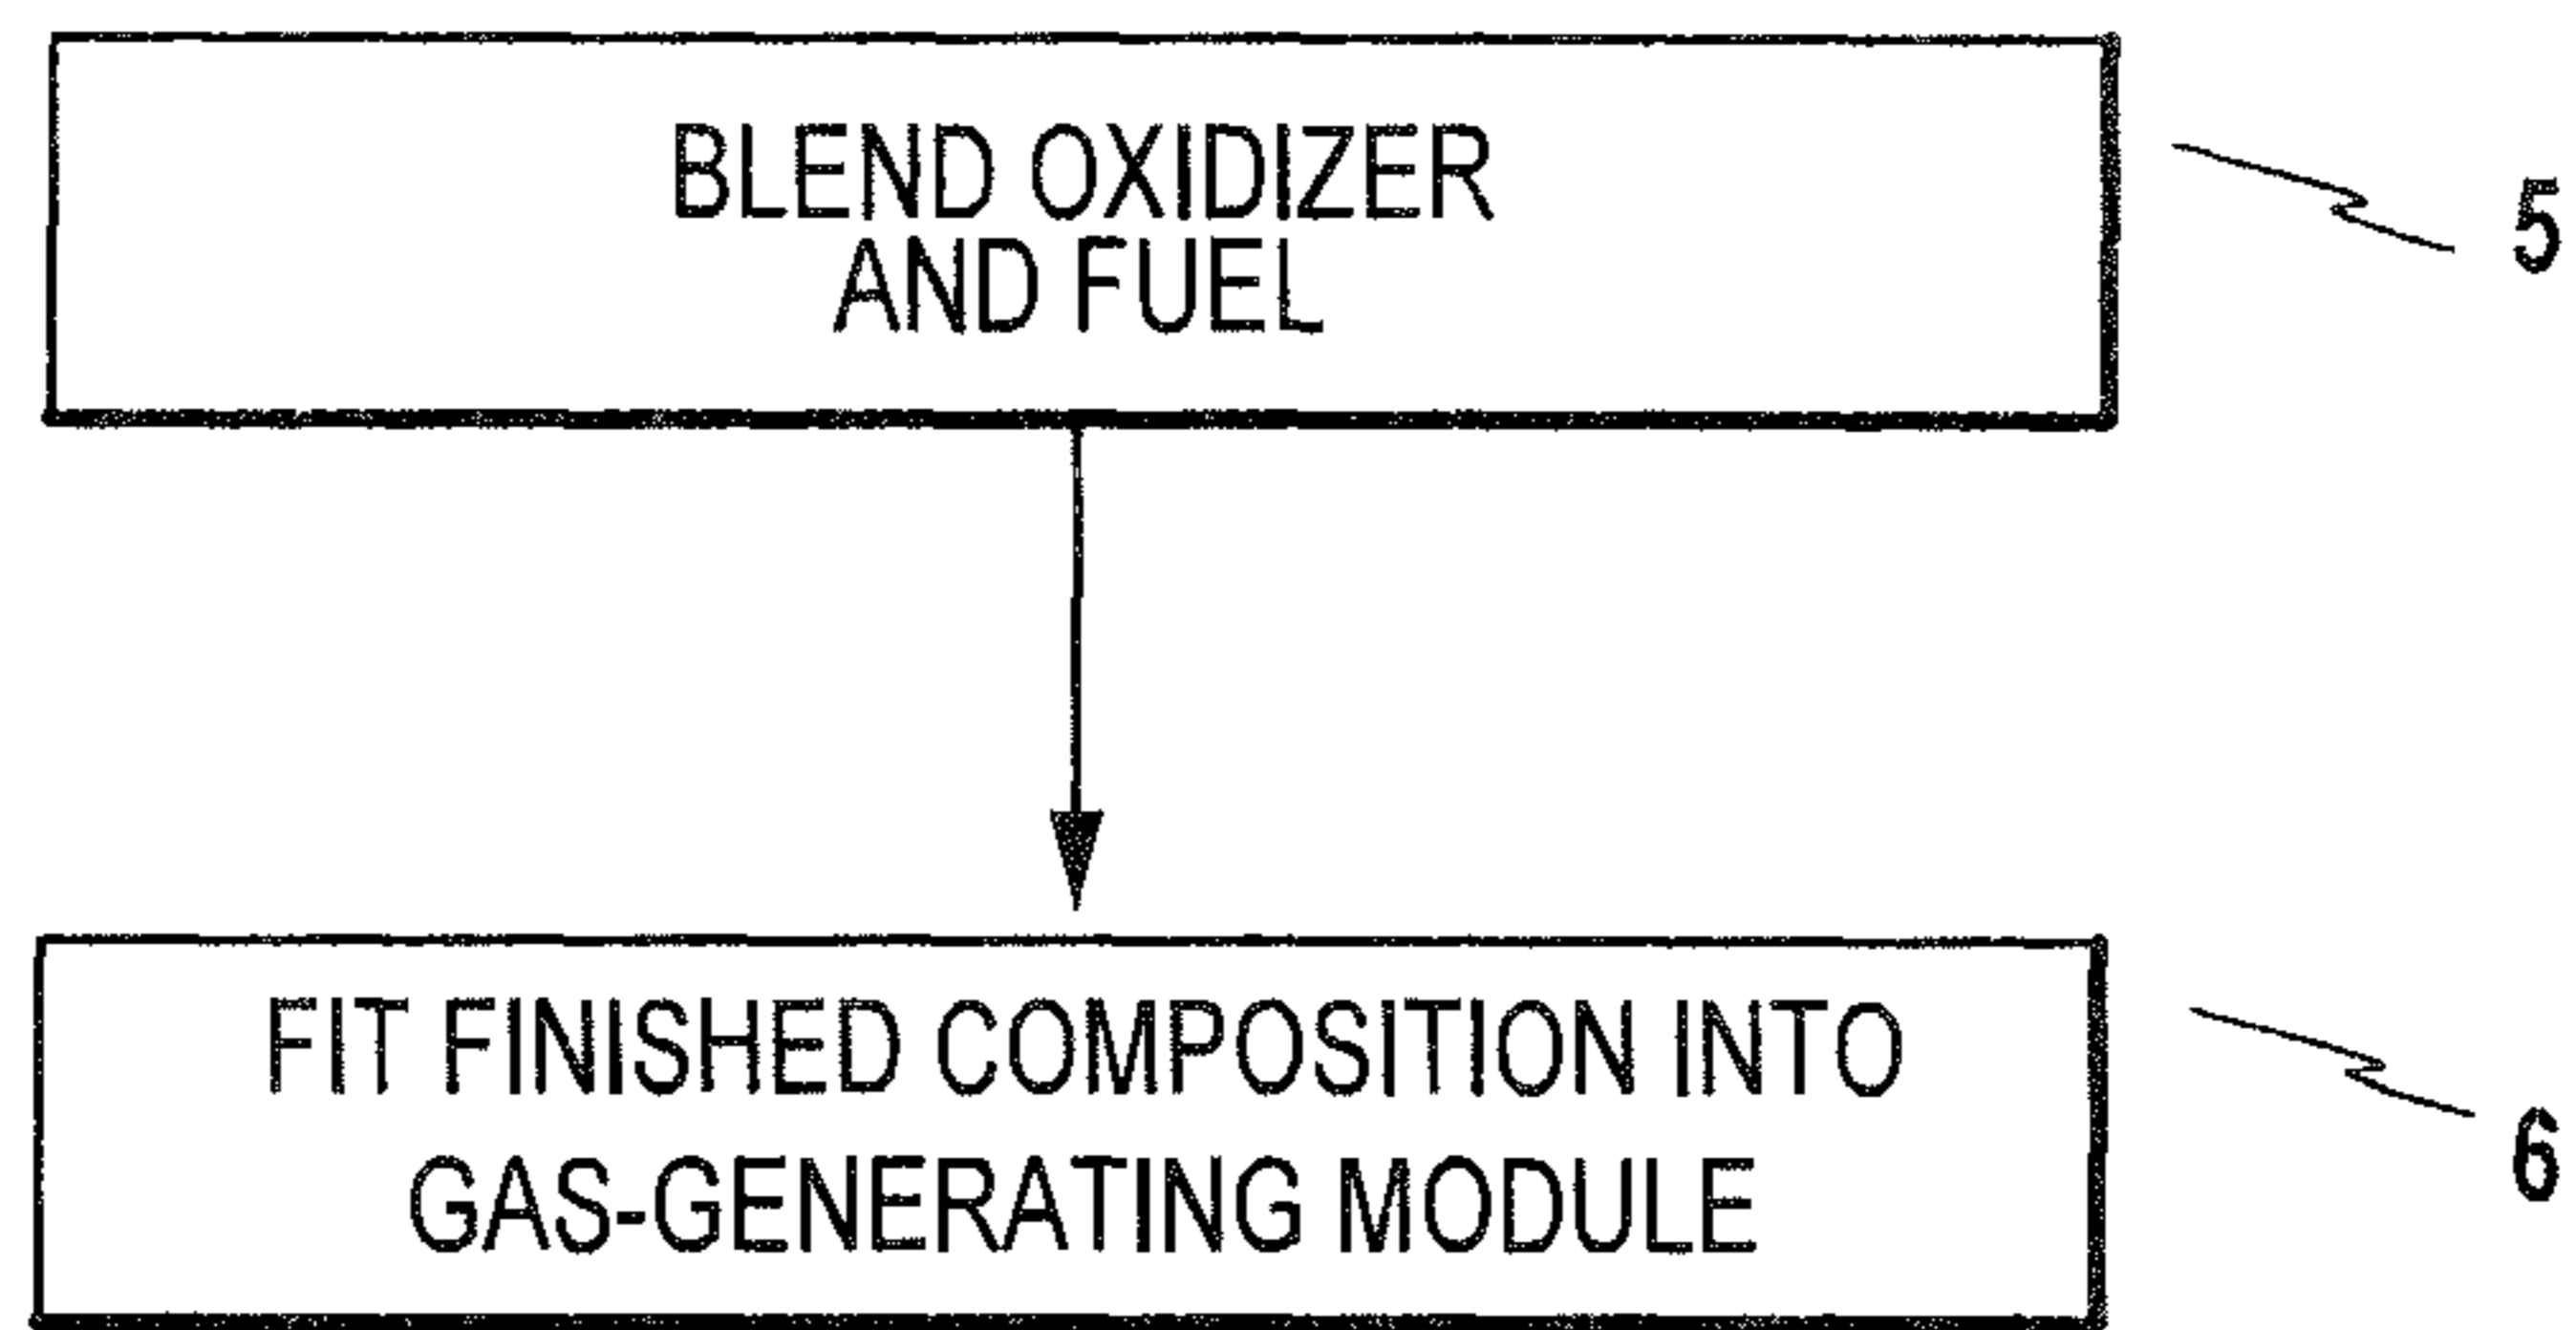 BLEND OXIDIZER
AND FUEL
5
FIT FINISHED COMPOSITION INTO
GAS-GENERATING MODULE
6